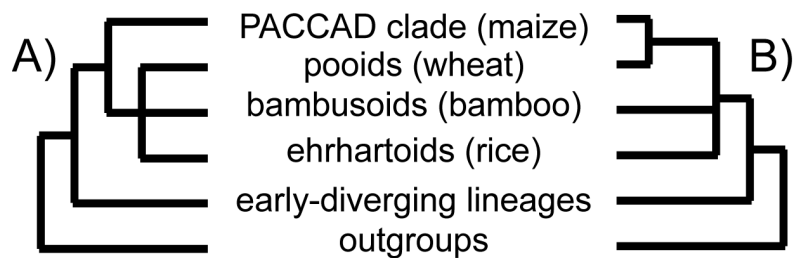 A)
PACCAD clade (maize)
pooids (wheat)
bambusoids (bamboo)
ehrhartoids (rice)
early-diverging lineages
outgroups
B)